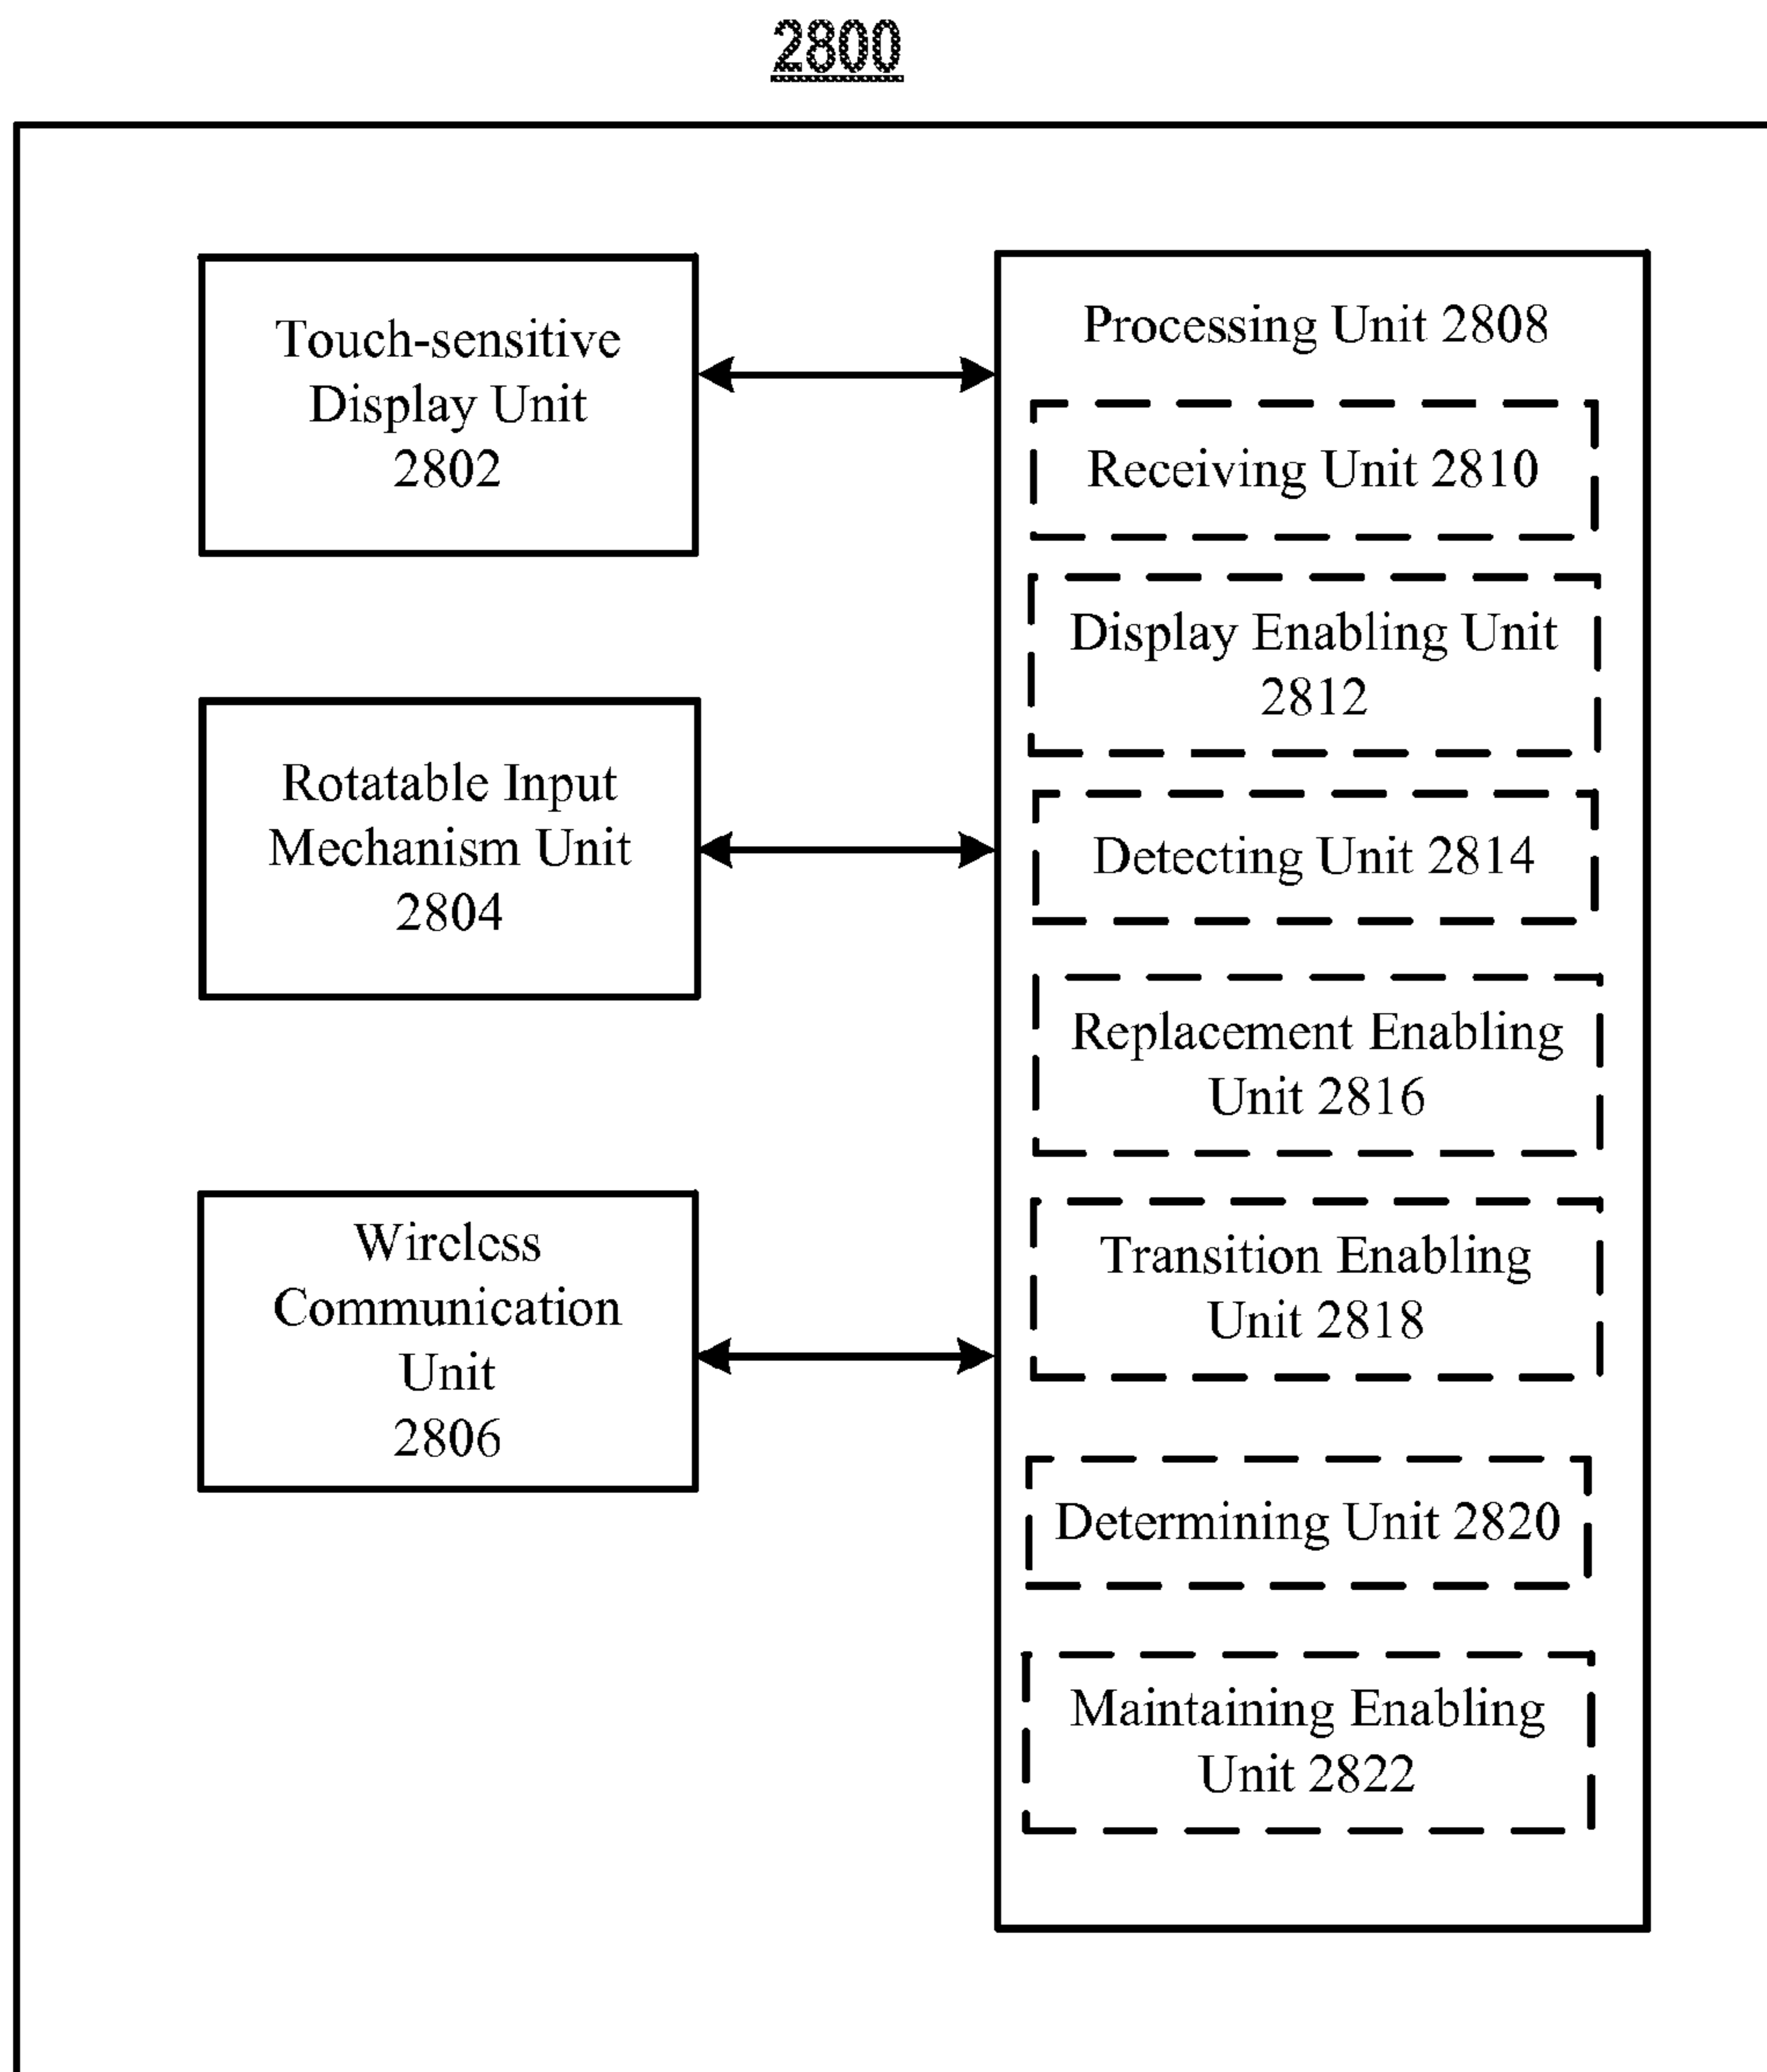 2800
Touch-sensitive
Display Unit
2802
Rotatable Input
Mechanism Unit
2804
Wireless
Communication
Unit
2806
Processing Unit 2808
Receiving Unit 2810
Display Enabling Unit
2812
Detecting Unit 2814
Replacement Enabling
Unit 2816
Transition Enabling
Unit 2818
Determining Unit 2820
Maintaining Enabling
Unit 2822